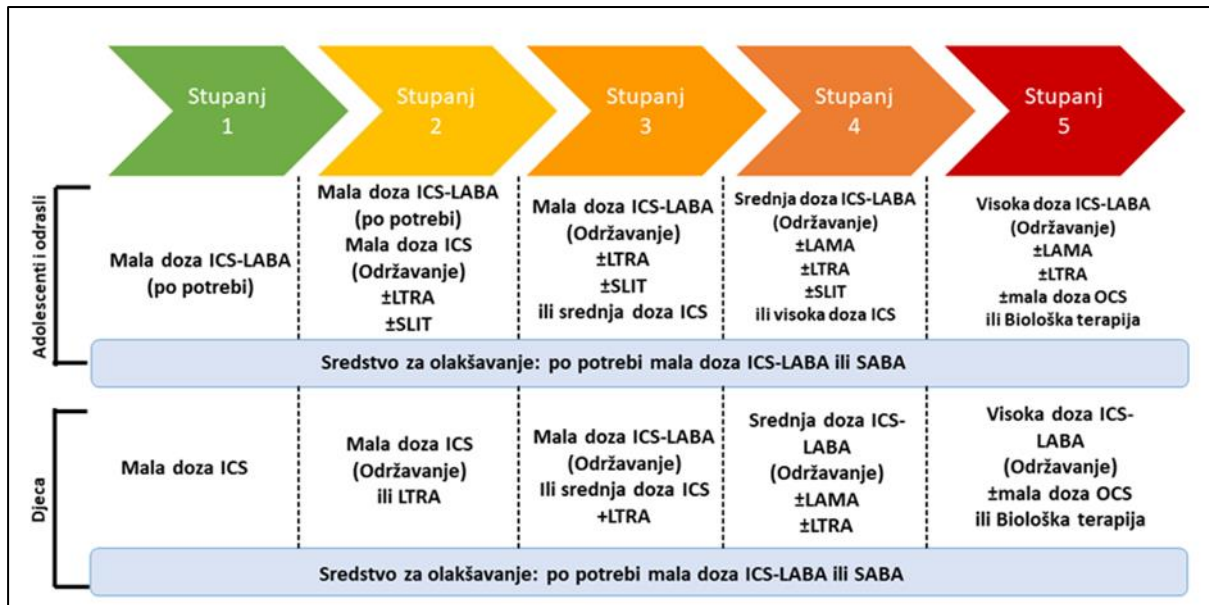 Stupanj
1
Stupanj
2
Stupanj
3
Stupanj
4
Stupanj
5
Adolescenti i odrasli
Mala doza ICS-LABA
(po potrebi)
Mala doza ICS-LABA
(po potrebi)
Mala doza ICS
(Održavanje)
±LTRA
±SLIT
Mala doza ICS-LABA
(Održavanje)
±LTRA
±SLIT
ili srednja doza ICS
Srednja doza ICS-LABA
(Održavanje)
±LAMA
±LTRA
±SLIT
ili visoka doza ICS
Visoka doza ICS-LABA
(Održavanje)
±LAMA
±LTRA
±mala doza OCS
ili Biološka terapija
Sredstvo za olakšavanje: po potrebi mala doza ICS-LABA ili SABA
Djeca
Mala doza ICS
Mala doza ICS
(Održavanje)
ili LTRA
Mala doza ICS-LABA
(Održavanje)
Ili srednja doza ICS
+LTRA
Srednja doza ICS-
LABA
(Održavanje)
±LAMA
±LTRA
Visoka doza ICS-
LABA
(Održavanje)
±mala doza OCS
ili Biološka terapija
Sredstvo za olakšavanje: po potrebi mala doza ICS-LABA ili SABA